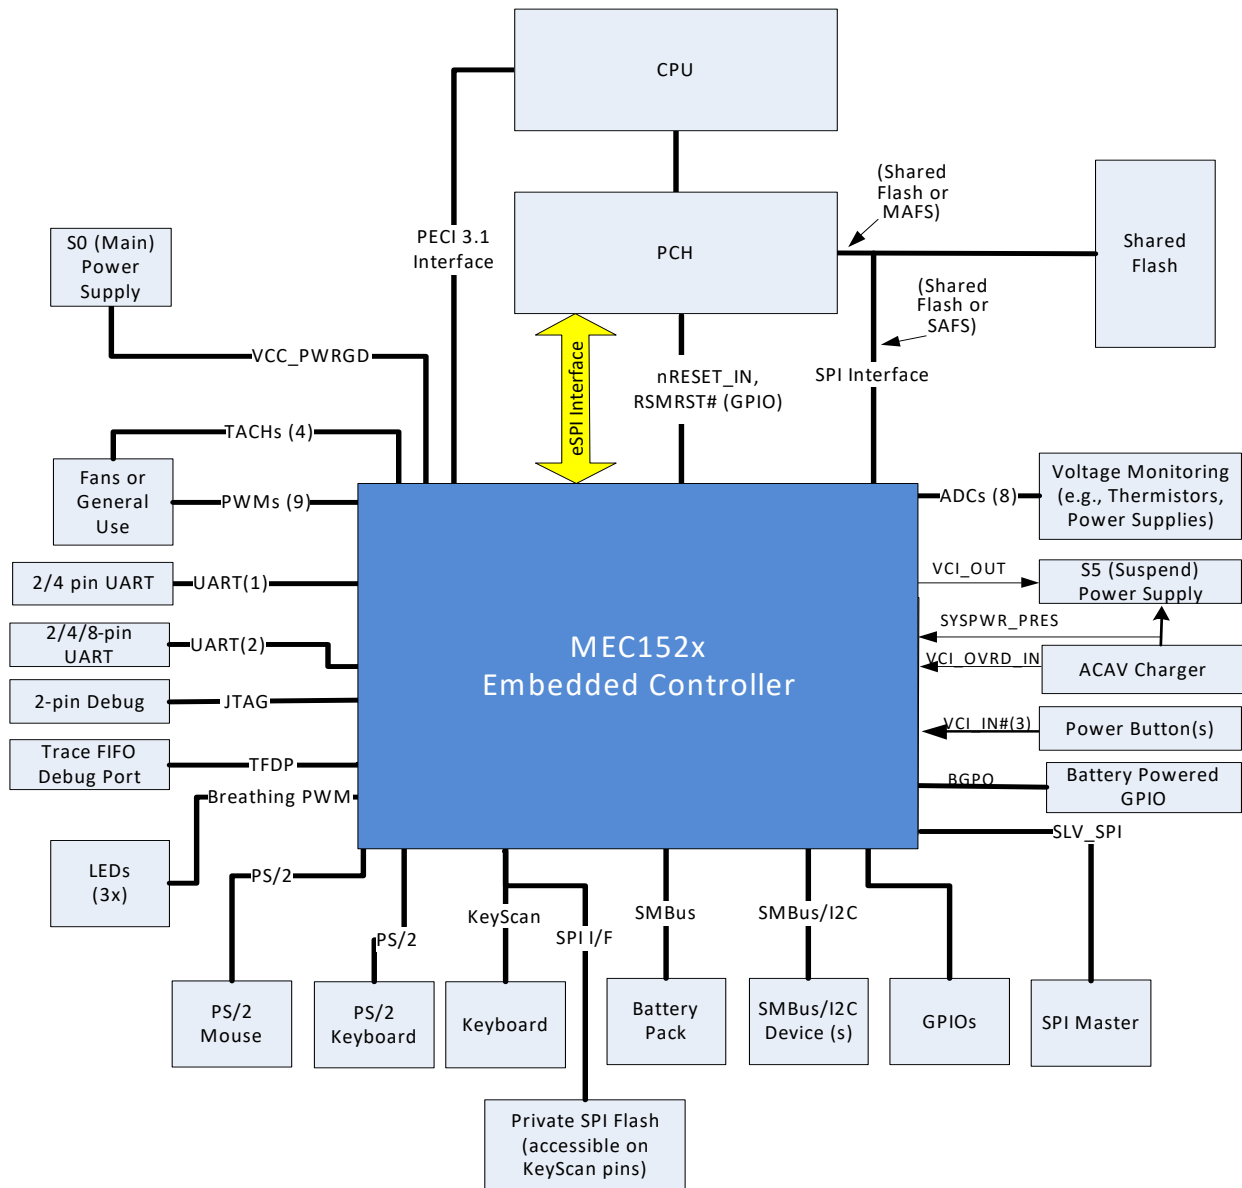 CPU
(Shared
Flash or
MAFS)
PECI 3.1
Interface
PCH
Shared
Flash
S0 (Main)
Power
Supply
(Shared
Flash or
SAFS)
VCC_PWRGD
eSPI Interface
nRESET_IN,
RSMRST# (GPIO)
SPI Interface
TACHs (4)
Fans or
General
Use
PWMs (9)
ADCs (8)
Voltage Monitoring
(e.g., Thermistors,
Power Supplies)
2/4 pin UART
UART(1)
VCI_OUT
S5 (Suspend)
Power Supply
2/4/8-pin
UART
UART(2)
SYSPWR_PRES
MEC152x
Embedded Controller
VCI_OVRD_IN
ACAV Charger
2-pin Debug
JTAG
VCI_IN#(3)
Power Button(s)
Trace FIFO
Debug Port
TFDP
BGPO
Battery Powered
GPIO
Breathing PWM
SLV_SPI
LEDs
(3x)
PS/2
PS/2
KeyScan
SPI I/F
SMBus
SMBus/I2C
PS/2
Mouse
PS/2
Keyboard
Keyboard
Battery
Pack
SMBus/I2C
Device (s)
GPIOs
SPI Master
Private SPI Flash
(accessible on
KeyScan pins)